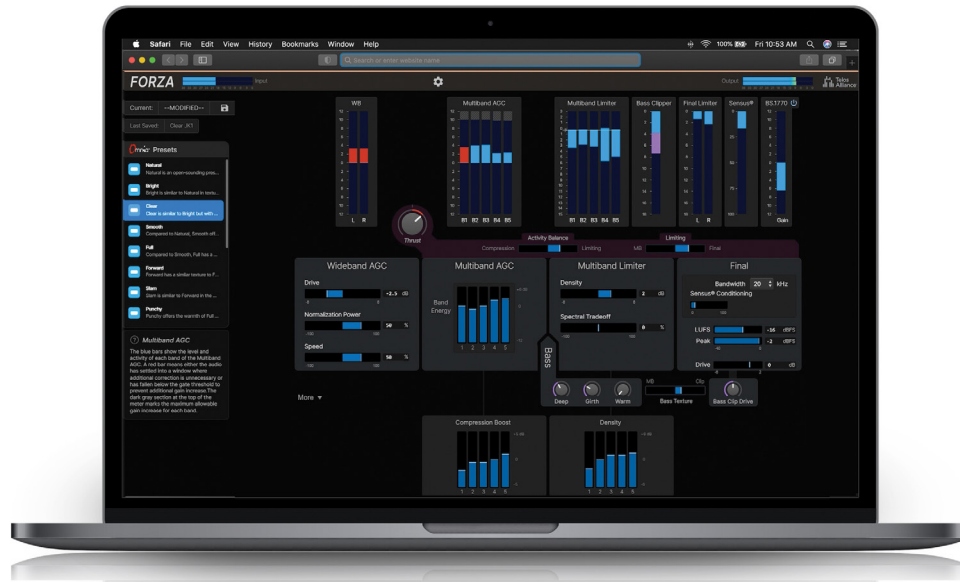 Safari File Edit View History Bookmarks Window Help
100% Fri 10:53 AM
Search or enter website name
FORZA
Input
Output
Telos Alliance
Current: --MODIFIED--
Last Saved: Clear JK1
Omnia Presets
Natural
Natural is an open-sounding pres...
Bright
Bright is similar to Natural in textu...
Clear
Clear is similar to Bright but with ...
Smooth
Compared to Natural, Smooth off...
Full
Compared to Smooth, Full has a ...
Forward
Forward has a similar texture to F...
Slam
Slam is similar to Forward in the ...
Punchy
Punchy offers the warmth of Full ...
Multiband AGC
The blue bars show the level and
activity of each band of the Multiband
AGC. A red bar means either the audio
has settled into a window where
additional correction is unnecessary or
has fallen below the gate threshold to
prevent additional gain increase.The
dark gray section at the top of the
meter marks the maximum allowable
gain increase for each band.
WB
L R
Multiband AGC
B1 B2 B3 B4 B5
Multiband Limiter
B1 B2 B3 B4 B5
Bass Clipper
Final Limiter
L R
Sensus®
BS.1770
Gain
Thrust
Activity Balance
Compression
Limiting
Limiting
MB
Final
Wideband AGC
Drive
-2.5 dB
Normalization Power
50 %
-100 100
Speed
50 %
-100 100
More
Multiband AGC
Band
Energy
1 2 3 4 5
Multiband Limiter
Density
2 dB
Spectral Tradeoff
0 %
-100 100
Final
Bandwidth 20 kHz
Sensus® Conditioning
0 100
LUFS -16 dBFS
Peak -2 dBFS
Drive 0 dB
Bass
Deep Girth Warm
MB Clip
Bass Texture
Bass Clip Drive
Compression Boost
1 2 3 4 5
Density
1 2 3 4 5